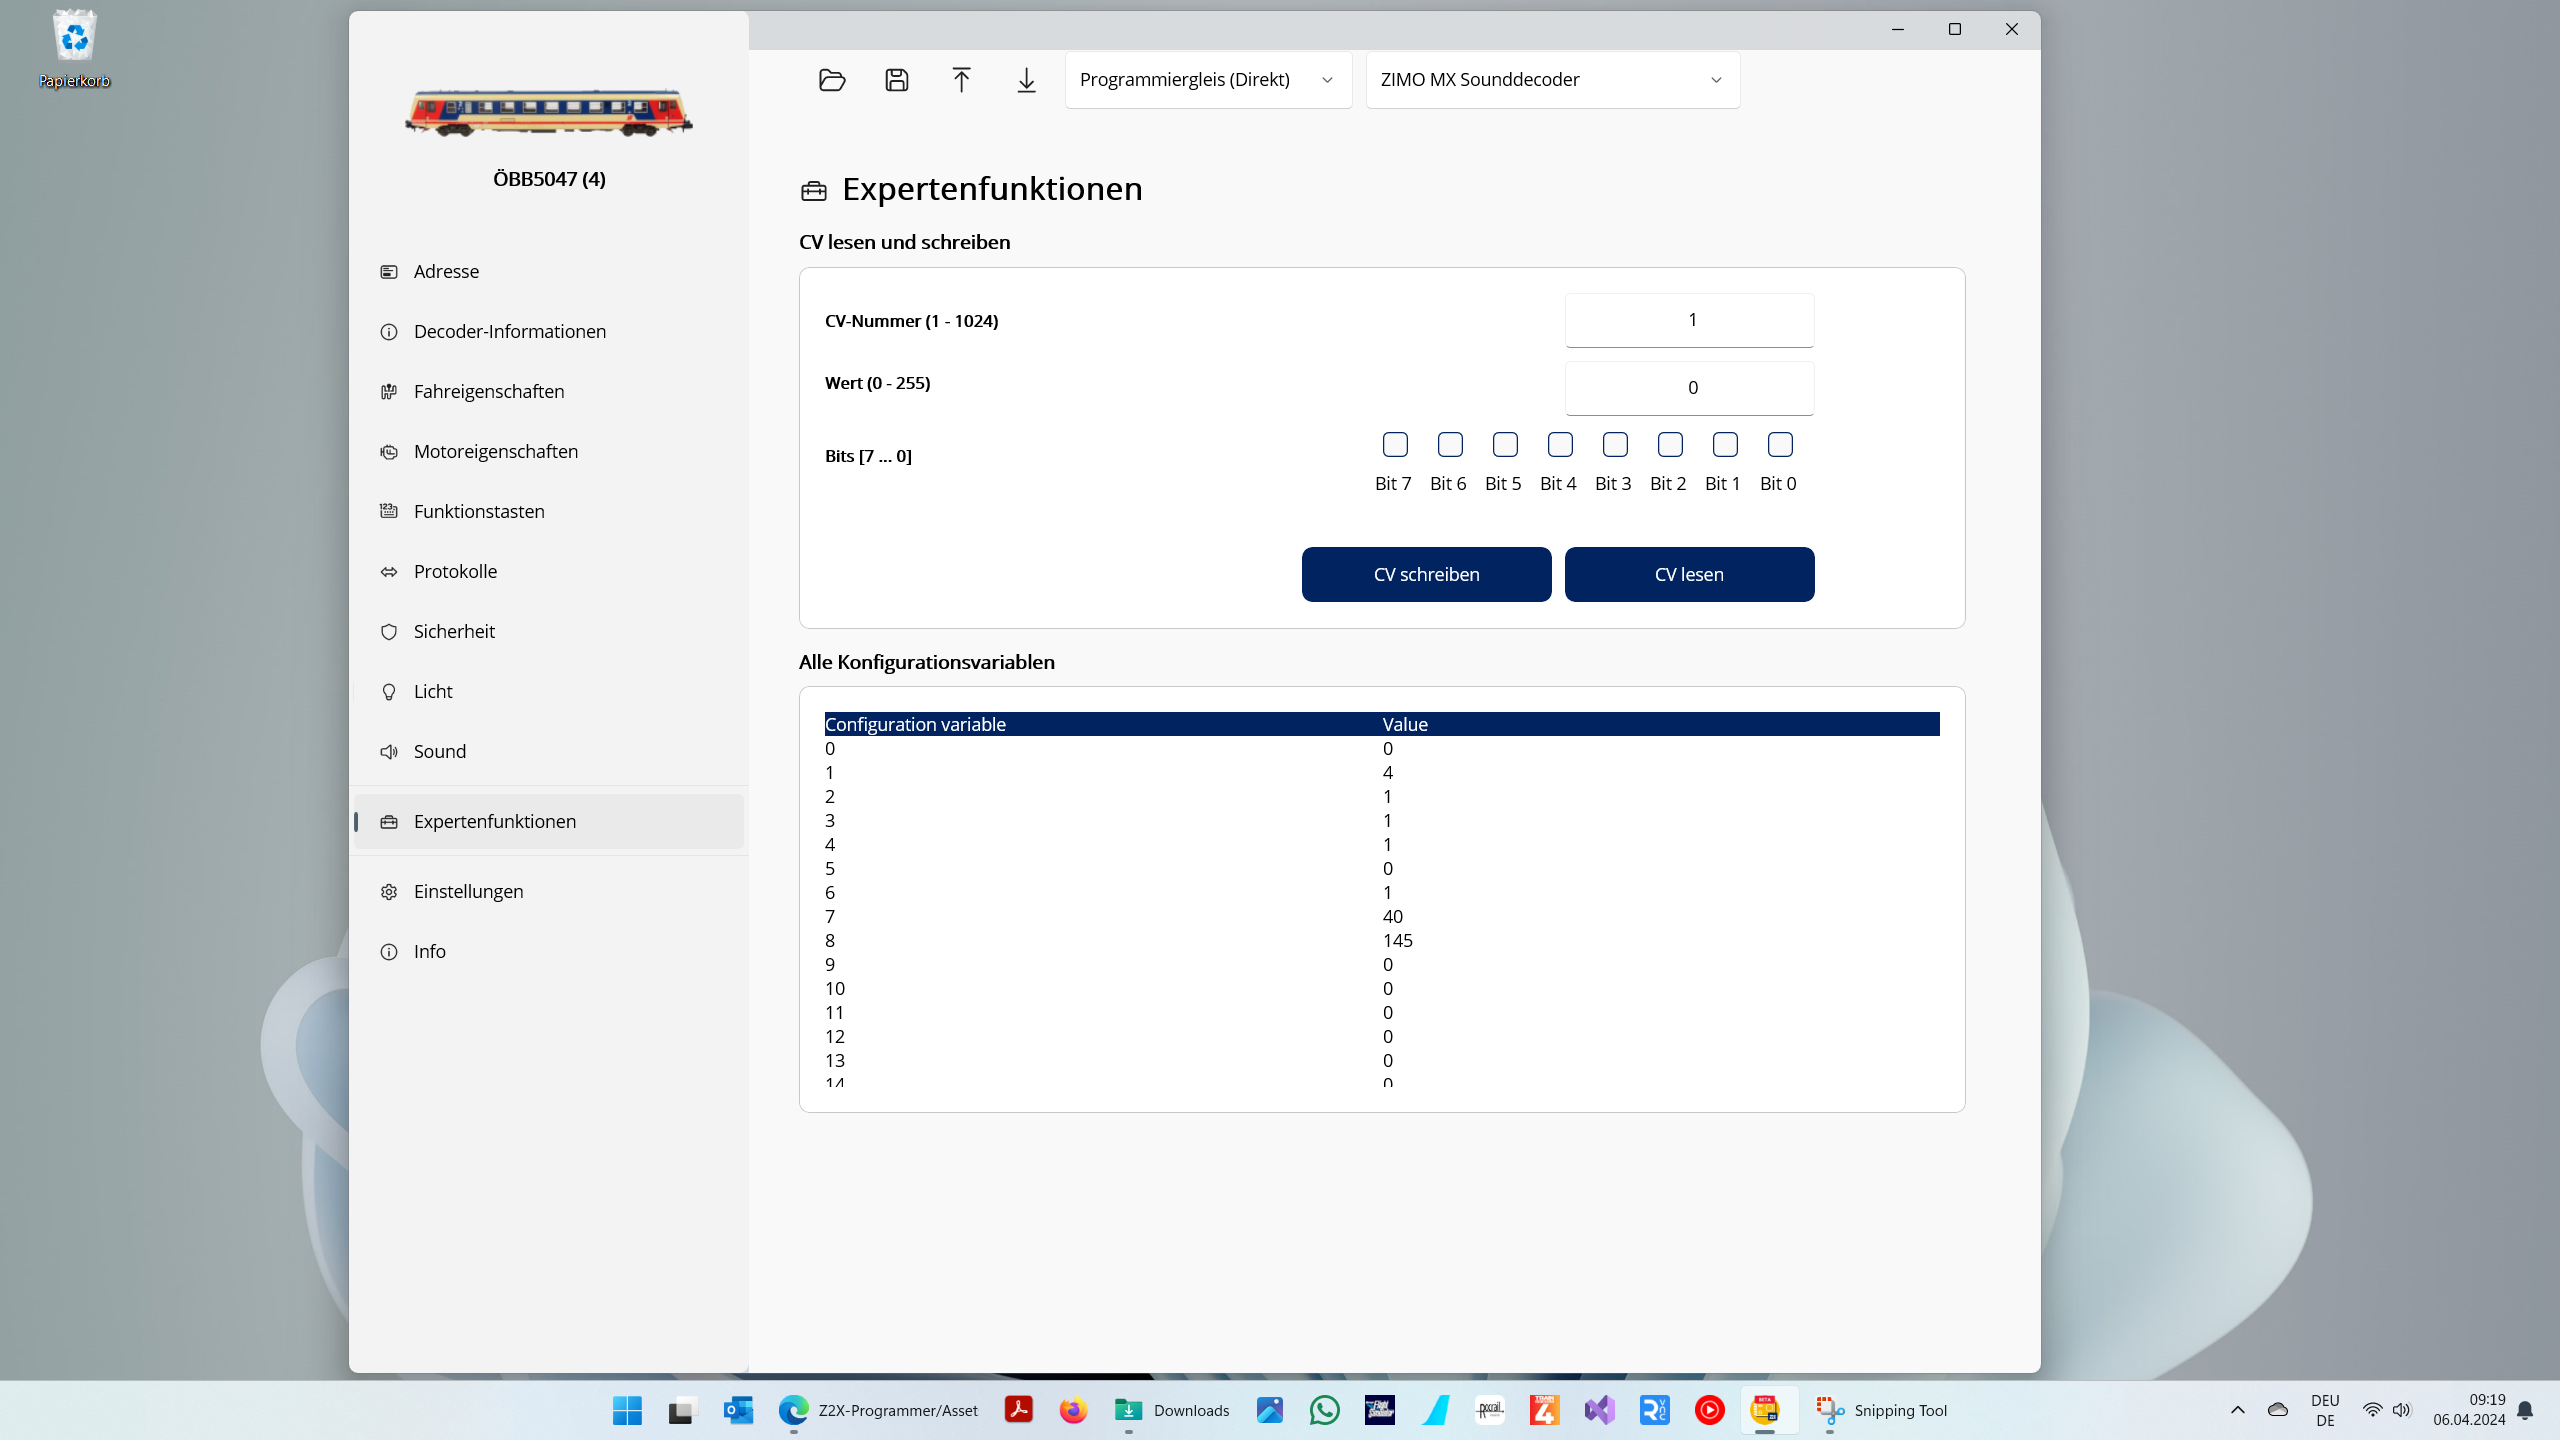 Papierkorb
Programmiergleis (Direkt)
ZIMO MX Sounddecoder
ÖBB5047 (4)
Adresse
Decoder-Informationen
Fahreigenschaften
Motoreigenschaften
Funktionstasten
Protokolle
Sicherheit
Licht
Sound
Expertenfunktionen
Einstellungen
Info
Expertenfunktionen
CV lesen und schreiben
CV-Nummer (1 - 1024)
1
Wert (0 - 255)
0
Bits [7 ... 0]
Bit 7 Bit 6 Bit 5 Bit 4 Bit 3 Bit 2 Bit 1 Bit 0
CV schreiben CV lesen
Alle Konfigurationsvariablen
Configuration variable Value
0 0
1 4
2 1
3 1
4 1
5 0
6 1
7 40
8 145
9 0
10 0
11 0
12 0
13 0
14 0
Z2X-Programmer/Asset
Downloads
Snipping Tool
DEU
DE
09:19
06.04.2024